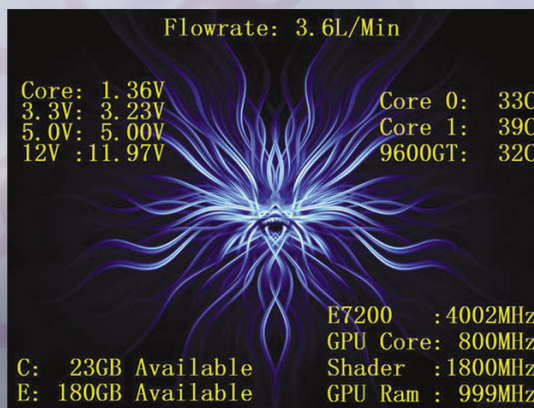 Flowrate: 3.6L/Min
Core: 1.36V
3.3V: 3.23V
5.0V: 5.00V
12V :11.97V
Core 0: 33C
Core 1: 39C
9600GT: 32C
E7200 :4002MHz
GPU Core: 800MHz
Shader :1800MHz
GPU Ram : 999MHz
C: 23GB Available
E: 180GB Available